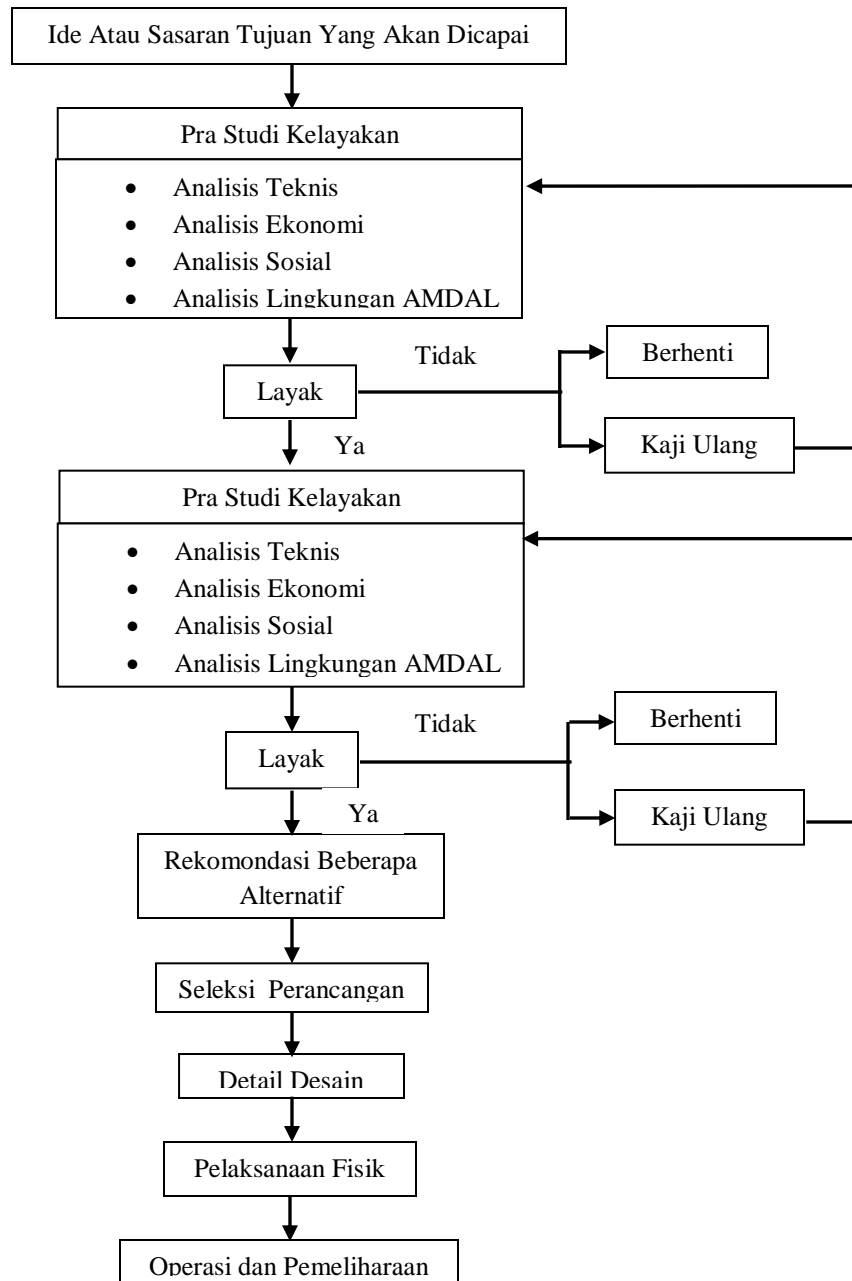 Ide Atau Sasaran Tujuan Yang Akan Dicapai
Pra Studi Kelayakan
• Analisis Teknis
• Analisis Ekonomi
• Analisis Sosial
• Analisis Lingkungan AMDAL
Tidak
Berhenti
Layak
Ya
Kaji Ulang
Pra Studi Kelayakan
• Analisis Teknis
• Analisis Ekonomi
• Analisis Sosial
• Analisis Lingkungan AMDAL
Tidak
Berhenti
Layak
Ya
Kaji Ulang
Rekomondasi Beberapa
Alternatif
Seleksi Perancangan
Detail Desain
Pelaksanaan Fisik
Operasi dan Pemeliharaan